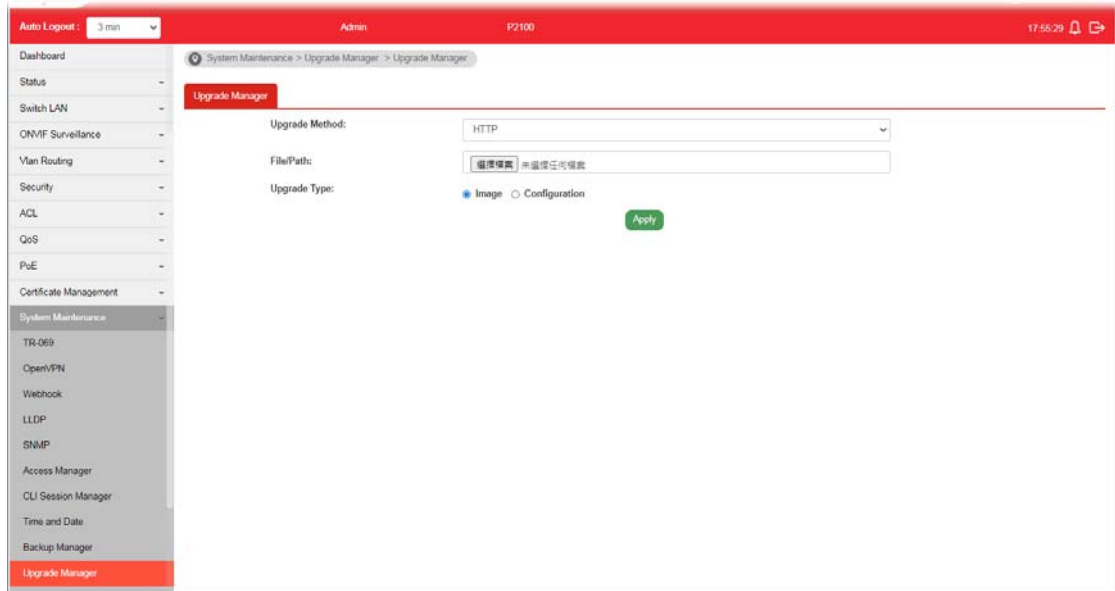 Auto Logout : 3 min Admin P2100 17:55:29
Dashboard
System Maintenance > Upgrade Manager > Upgrade Manager
Status
Upgrade Manager
Switch LAN
Upgrade Method: HTTP
ONVIF Surveillance
File/Path: 選擇檔案 未選擇任何檔案
Vlan Routing
Upgrade Type: Image Configuration
Security
ACL
Apply
QoS
PoE
Certificate Management
System Maintenance
TR-069
OpenVPN
Webhook
LLDP
SNMP
Access Manager
CLI Session Manager
Time and Date
Backup Manager
Upgrade Manager